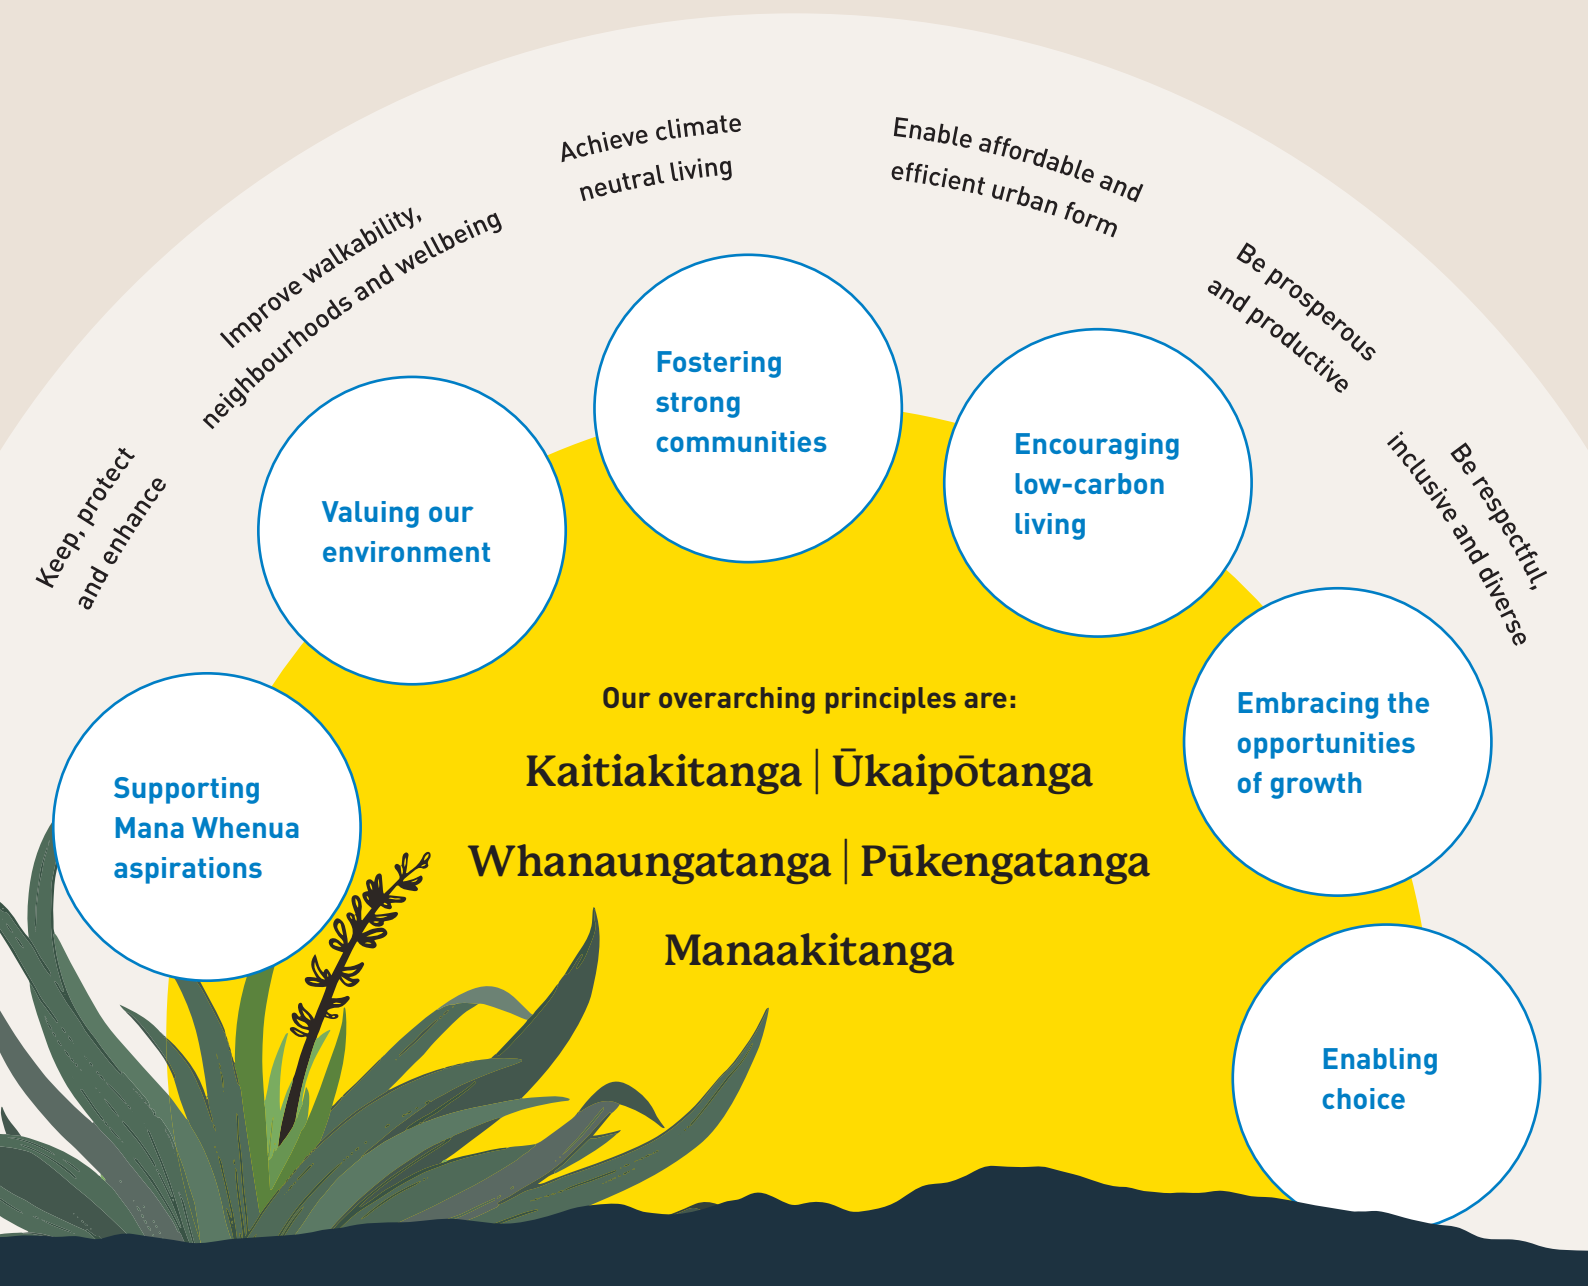 Keep, protect
and enhance
Improve walkability,
neighbourhoods and wellbeing
Achieve climate
neutral living
Enable affordable and
efficient urban form
Be prosperous
and productive
Be respectful,
inclusive and diverse
Supporting
Mana Whenua
aspirations
Valuing our
environment
Fostering
strong
communities
Encouraging
low-carbon
living
Embracing the
opportunities
of growth
Enabling
choice
Our overarching principles are:
Kaitiakitanga | Ūkaipōtanga
Whanaungatanga | Pūkengatanga
Manaakitanga